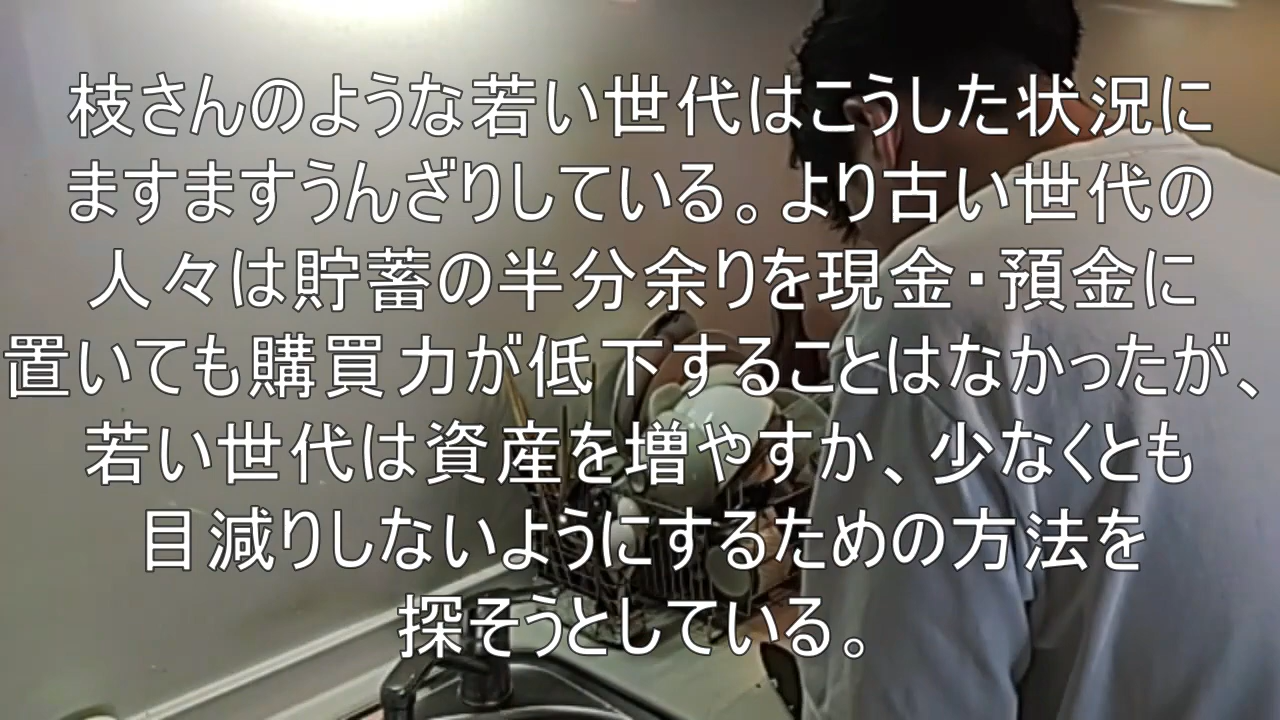 枝さんのような若い世代はこうした状況に
ますますうんざりしている。より古い世代の
人々は貯蓄の半分余りを現金・預金に
置いても購買力が低下することはなかったが、
若い世代は資産を増やすか、少なくとも
目減りしないようにするための方法を
探そうとしている。